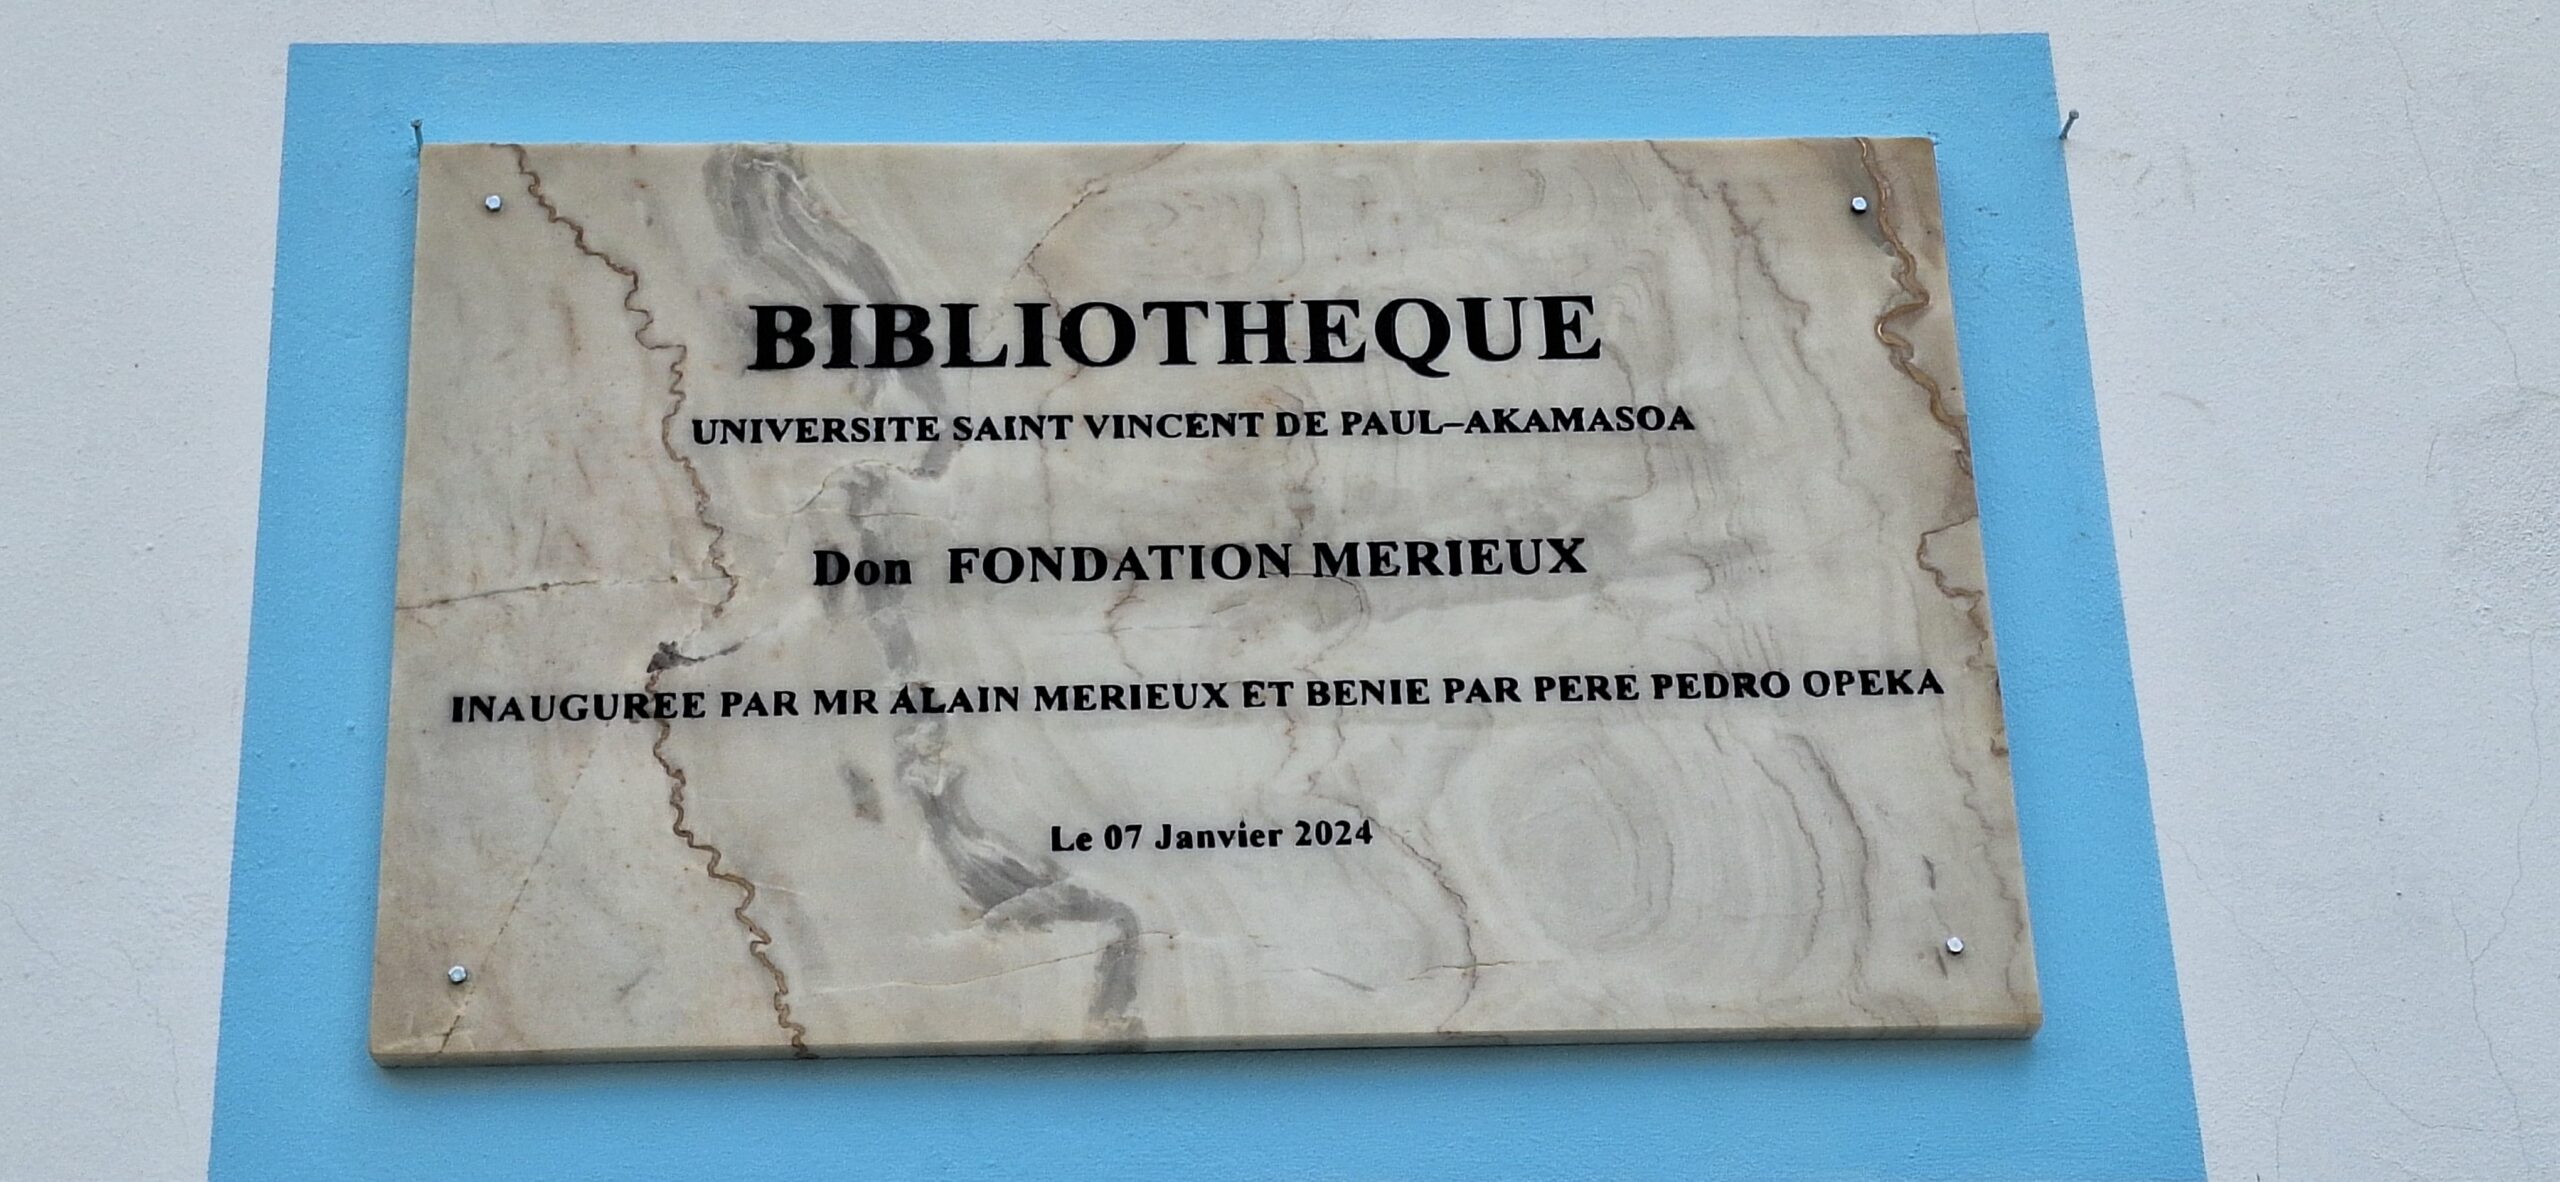 BIBLIOTHEQUE
UNIVERSITE SAINT VINCENT DE PAUL–AKAMASOA
Don FONDATION MERIEUX
INAUGUREE PAR MR ALAIN MERIEUX ET BENIE PAR PERE PEDRO OPEKA
Le 07 Janvier 2024